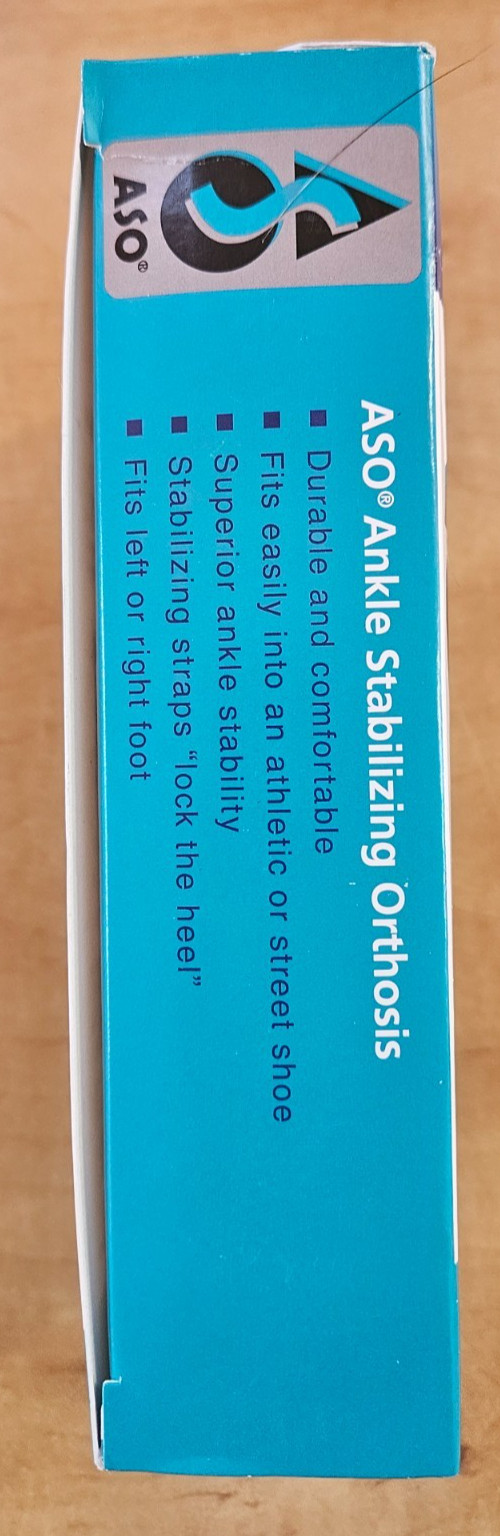 ASO®
ASO® Ankle Stabilizing Orthosis
■ Durable and comfortable
■ Fits easily into an athletic or street shoe
■ Superior ankle stability
■ Stabilizing straps “lock the heel”
■ Fits left or right foot